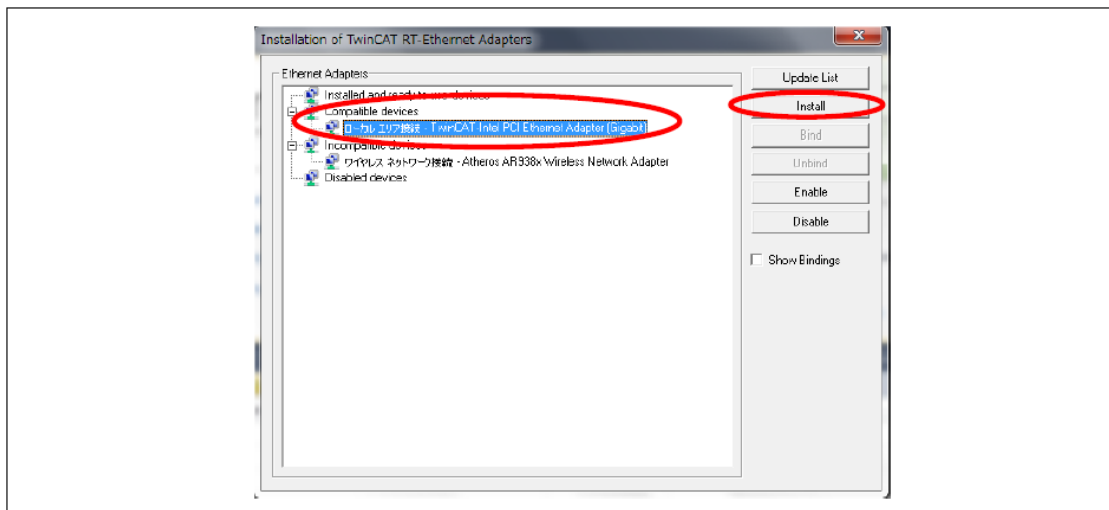 Installation of TwinCAT RT-Ethernet Adapters
Ethernet Adapters
Installed and ready to use devices
Compatible devices
ローカル エリア接続 - TwinCAT-Intel PCI Ethernet Adapter (Gigabit)
Incompatible devices
ワイヤレス ネットワーク接続 - Atheros AR938x Wireless Network Adapter
Disabled devices
Update List
Install
Bind
Unbind
Enable
Disable
Show Bindings